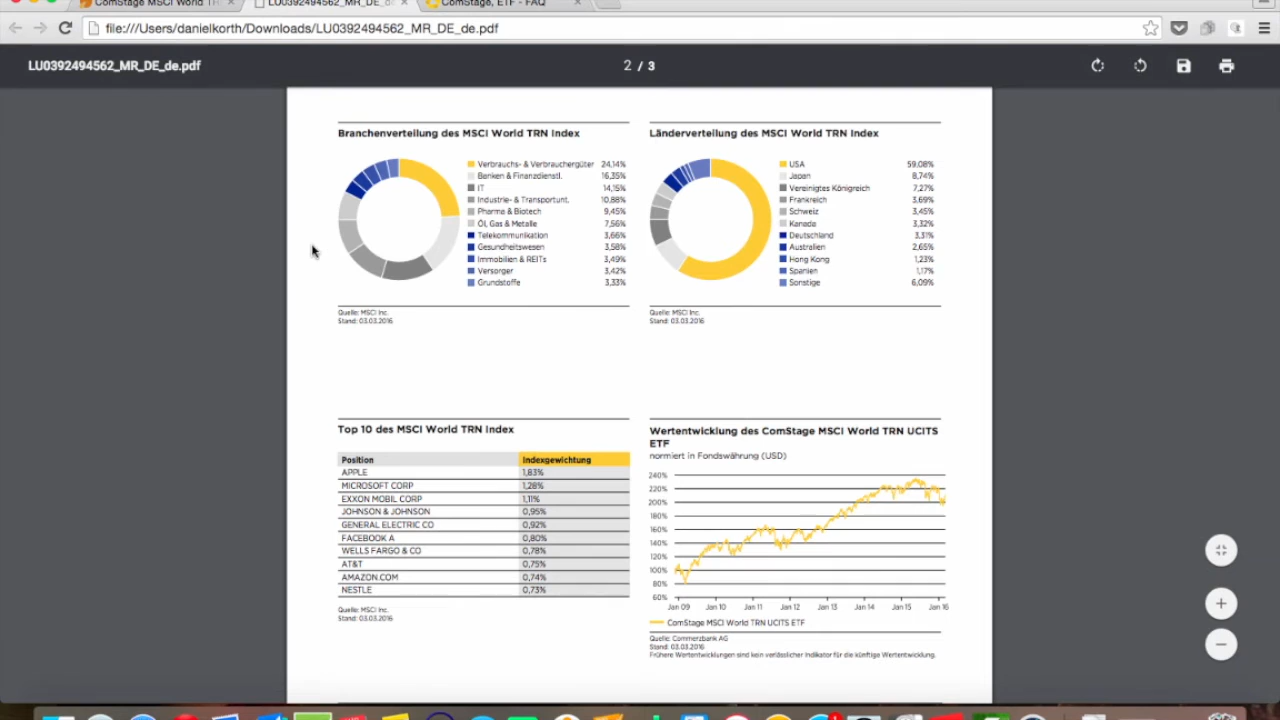 ComStage MSCI World TR
LU0392494562_MR_DE_d
ComStage, ETF - FAQ
file:///Users/danielkorth/Downloads/LU0392494562_MR_DE_de.pdf
LU0392494562_MR_DE_de.pdf
2 / 3
Branchenverteilung des MSCI World TRN Index
Verbrauchs- & Verbrauchergüter 24,14%
Banken & Finanzdienstl. 16,35%
IT 14,15%
Industrie- & Transportunt. 10,88%
Pharma & Biotech 9,45%
Öl, Gas & Metalle 7,56%
Telekommunikation 3,66%
Gesundheitswesen 3,58%
Immobilien & REITs 3,49%
Versorger 3,42%
Grundstoffe 3,33%
Quelle: MSCI Inc.
Stand: 03.03.2016
Länderverteilung des MSCI World TRN Index
USA 59,08%
Japan 8,74%
Vereinigtes Königreich 7,27%
Frankreich 3,69%
Schweiz 3,45%
Kanada 3,32%
Deutschland 3,31%
Australien 2,65%
Hong Kong 1,23%
Spanien 1,17%
Sonstige 6,09%
Quelle: MSCI Inc.
Stand: 03.03.2016
Top 10 des MSCI World TRN Index
Position Indexgewichtung
APPLE 1,83%
MICROSOFT CORP 1,28%
EXXON MOBIL CORP 1,11%
JOHNSON & JOHNSON 0,95%
GENERAL ELECTRIC CO 0,92%
FACEBOOK A 0,80%
WELLS FARGO & CO 0,78%
AT&T 0,75%
AMAZON.COM 0,74%
NESTLE 0,73%
Quelle: MSCI Inc.
Stand: 03.03.2016
Wertentwicklung des ComStage MSCI World TRN UCITS
ETF
normiert in Fondswährung (USD)
240%
220%
200%
180%
160%
140%
120%
100%
80%
60%
Jan 09 Jan 10 Jan 11 Jan 12 Jan 13 Jan 14 Jan 15 Jan 16
ComStage MSCI World TRN UCITS ETF
Quelle: Commerzbank AG
Stand: 03.03.2016
Frühere Wertentwicklungen sind kein verlässlicher Indikator für die künftige Wertentwicklung.